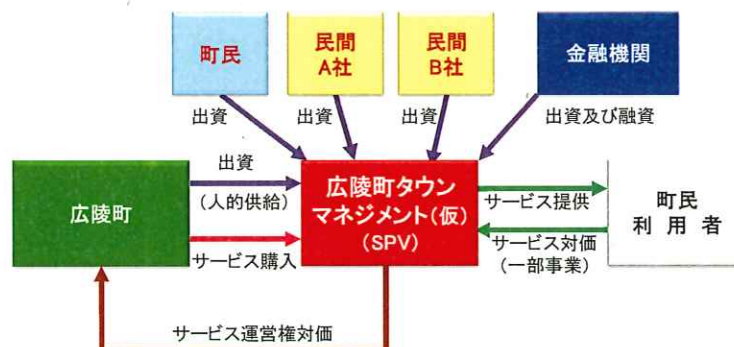 町民
民間
A社
民間
B社
金融機関
出資
出資
出資
出資及び融資
広陵町
出資
(人的供給)
サービス購入
広陵町タウン
マネジメント(仮)
(SPV)
サービス提供
サービス対価
(一部事業)
町民
利用者
サービス運営権対価